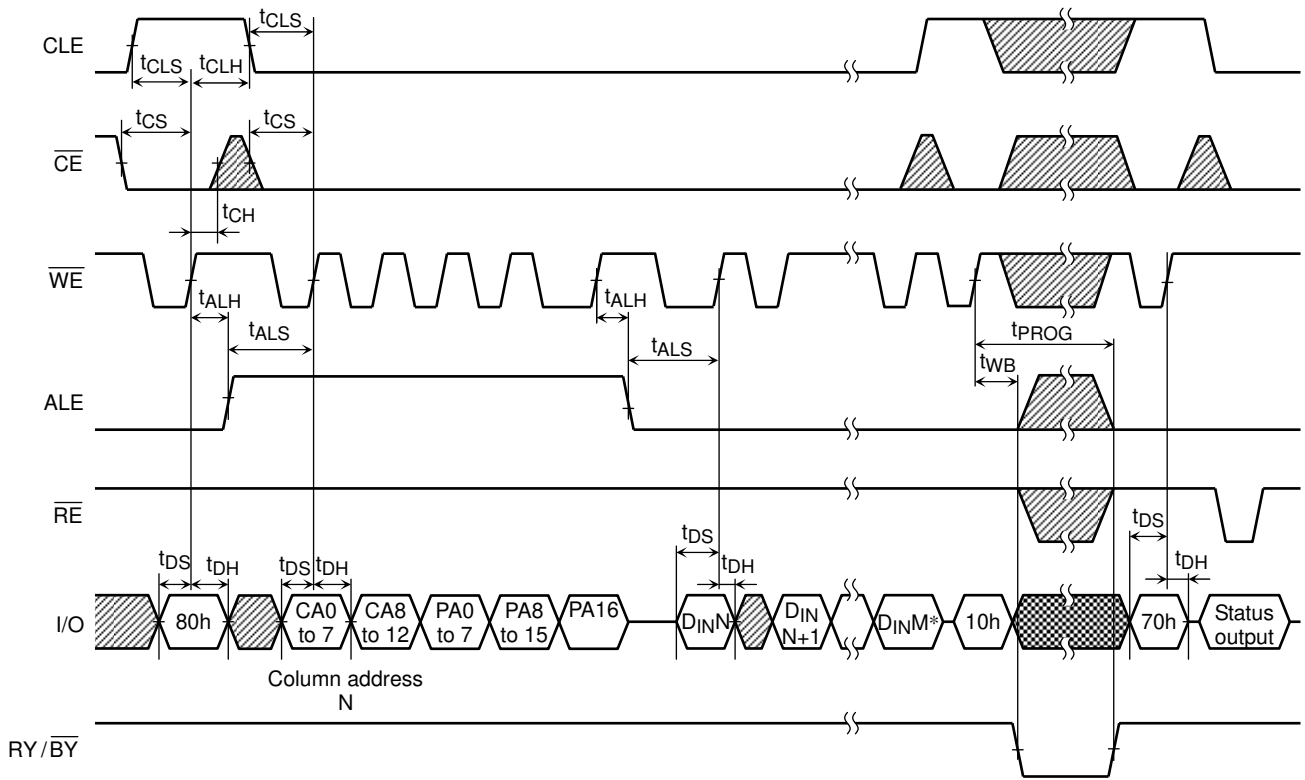 CLE
tCLS
tCLS
tCLH
CE
tCS
tCS
tCH
WE
tALH
tALH
tALS
tALS
tPROG
tWB
ALE
RE
tDS
tDH
tDS
tDH
tDS
tDH
tDS
tDH
I/O
80h
CA0
to 7
CA8
to 12
PA0
to 7
PA8
to 15
PA16
DINN
DIN
N+1
DINM*
10h
70h
Status
output
Column address
N
RY/BY